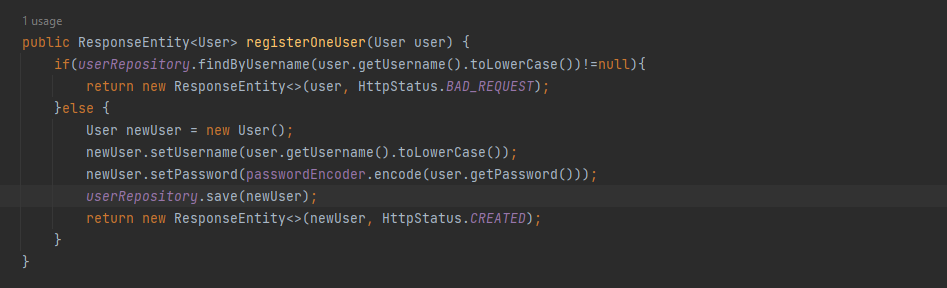 1 usage
public ResponseEntity<User> registerOneUser(User user) {
if(userRepository.findByUsername(user.getUsername().toLowerCase())!=null){
return new ResponseEntity<>(user, HttpStatus.BAD_REQUEST);
}else {
User newUser = new User();
newUser.setUsername(user.getUsername().toLowerCase());
newUser.setPassword(passwordEncoder.encode(user.getPassword()));
userRepository.save(newUser);
return new ResponseEntity<>(newUser, HttpStatus.CREATED);
}
}